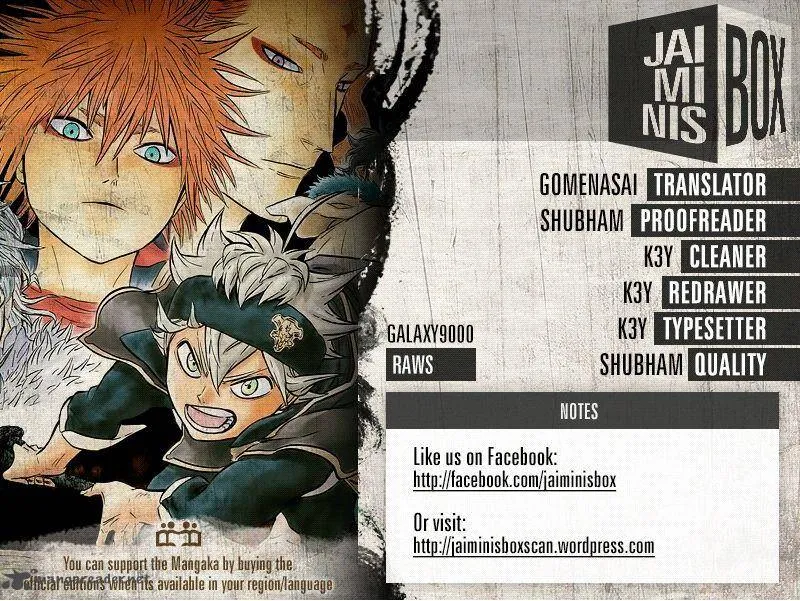 JAI
MI
NIS
BOX
GOMENASAI TRANSLATOR
SHUBHAM PROOFREADER
K3Y CLEANER
K3Y REDRAWER
K3Y TYPESETTER
SHUBHAM QUALITY
GALAXY9000
RAWS
NOTES
Like us on Facebook:
http://facebook.com/jaiminisbox
Or visit:
http://jaiminisboxscan.wordpress.com
You can support the Mangaka by buying the
official editions when its available in your region/language